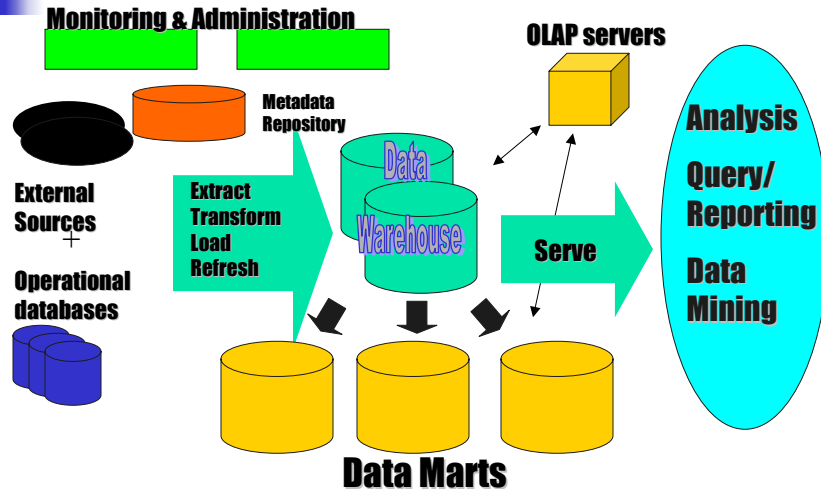 Monitoring & Administration
OLAP servers
Metadata
Repository
Analysis
Query/
Reporting
Data
Mining
External
Sources
+
Operational
databases
Extract
Transform
Load
Refresh
Data
Warehouse
Serve
Data Marts